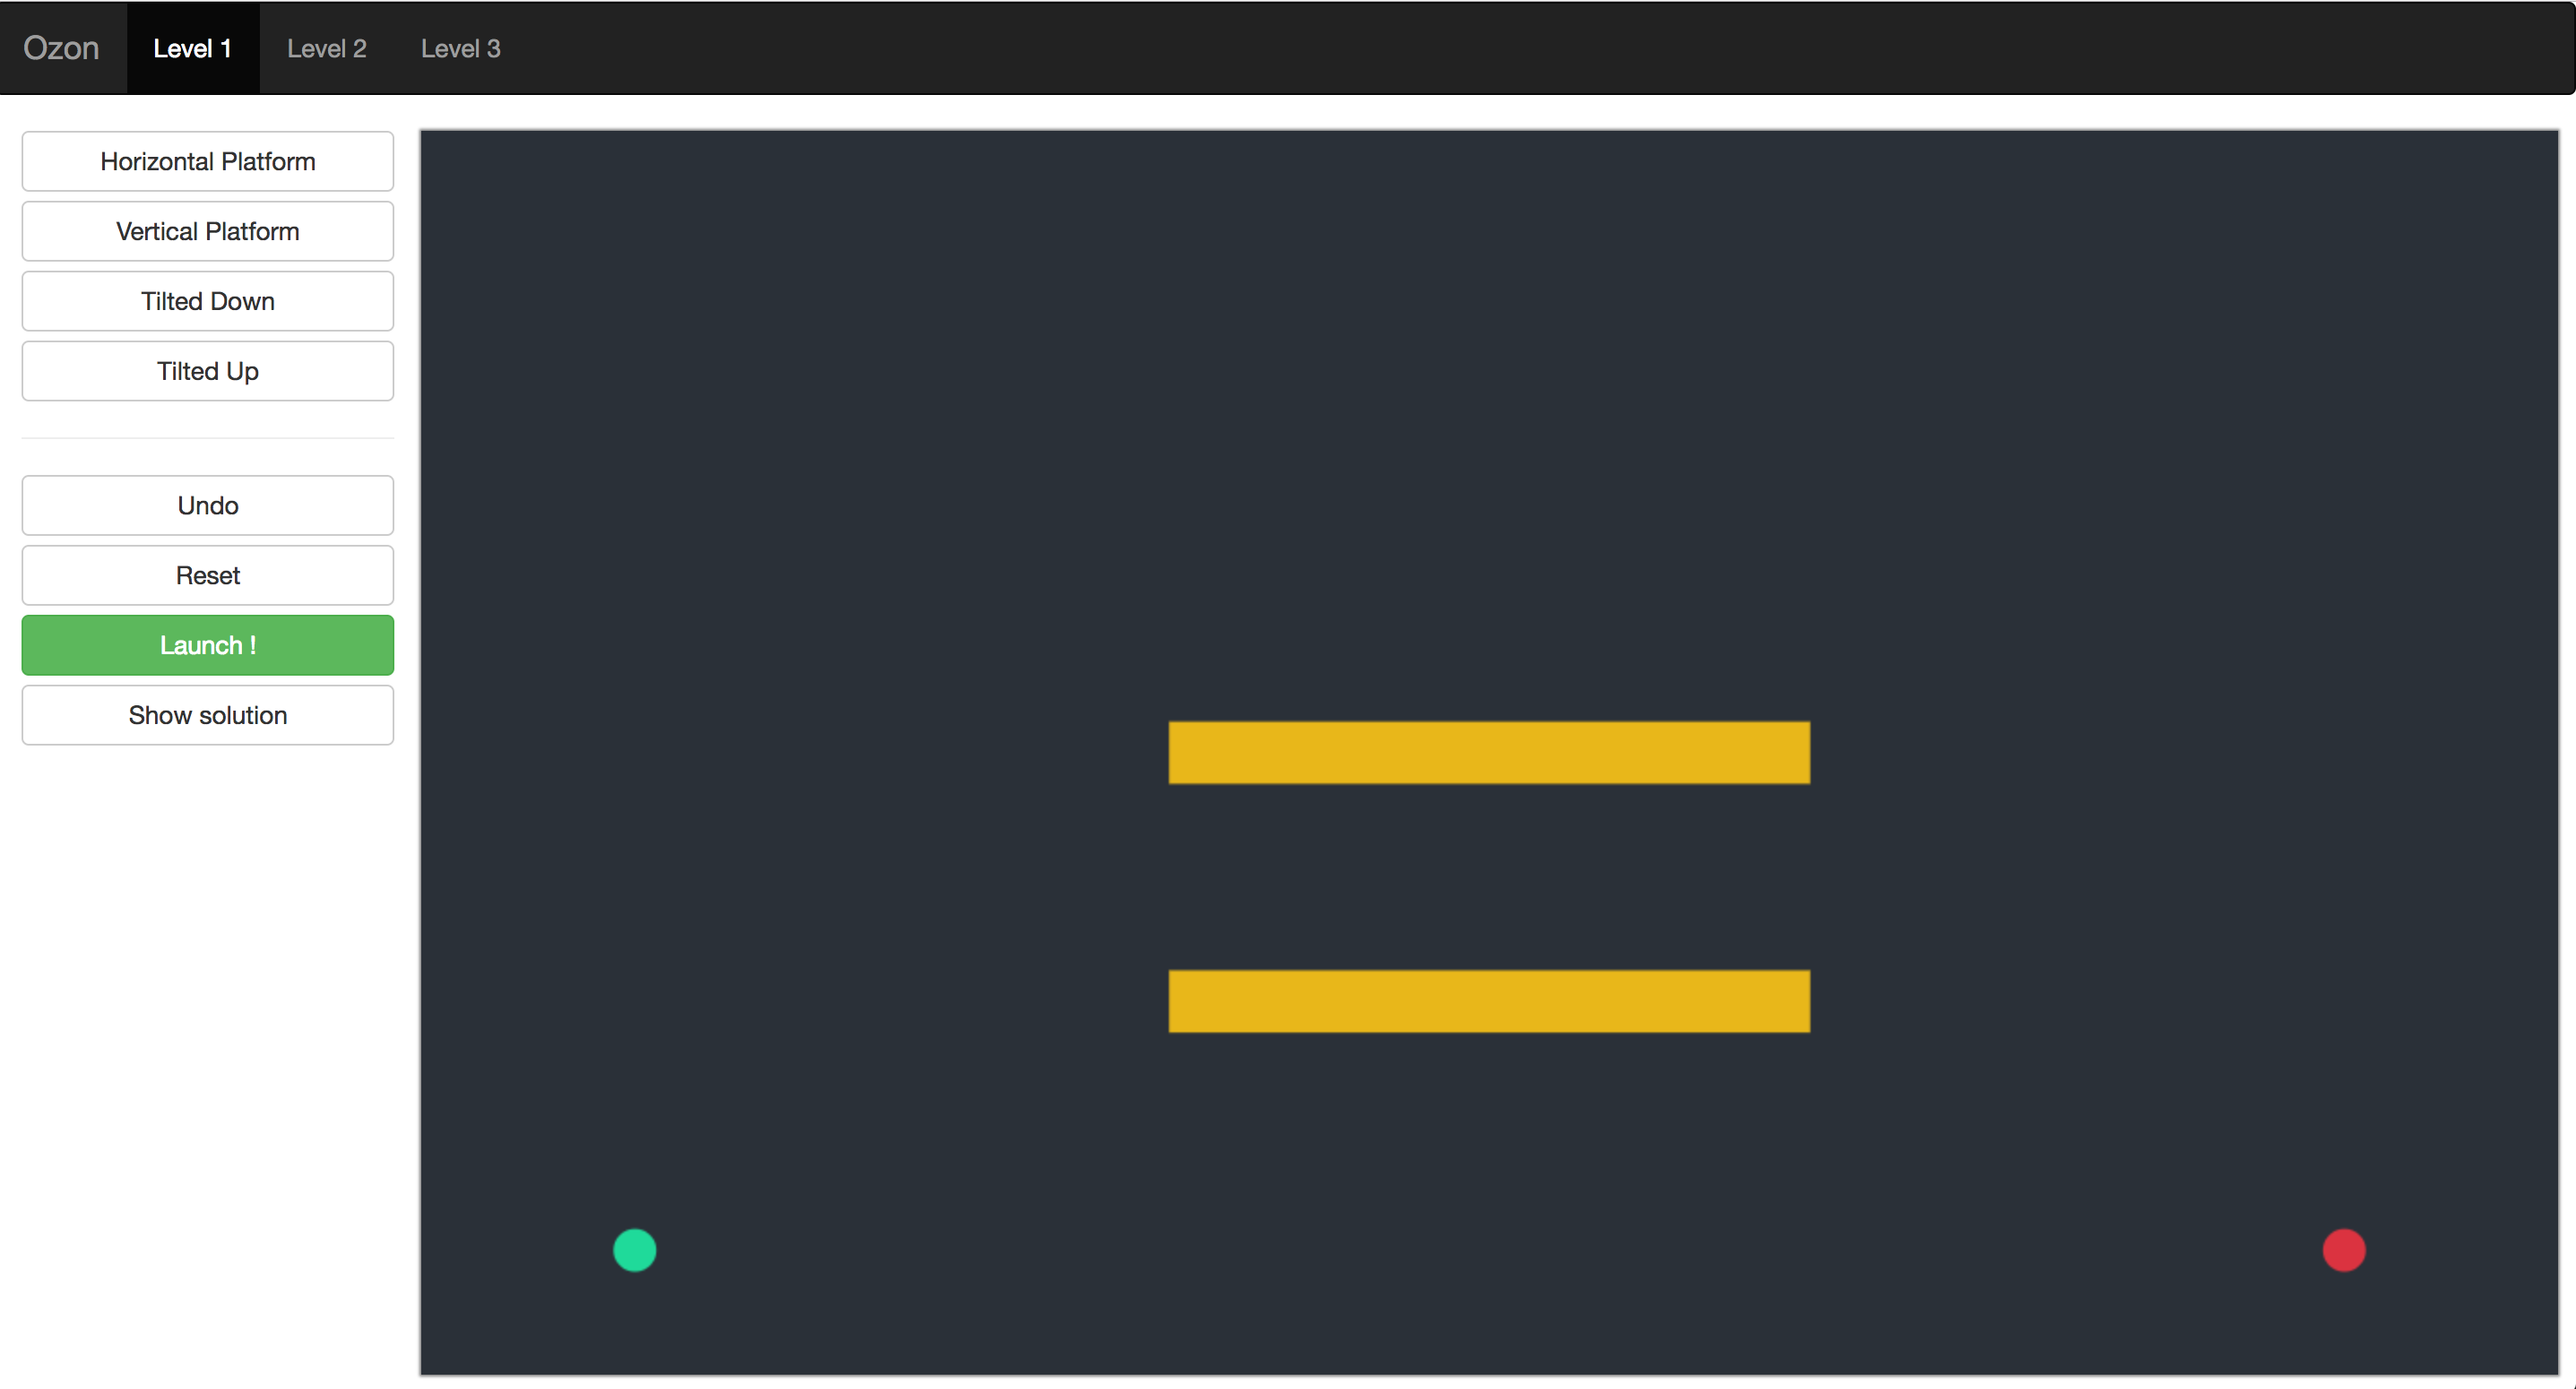 Ozon Level 1 Level 2 Level 3
Horizontal Platform
Vertical Platform
Tilted Down
Tilted Up
Undo
Reset
Launch !
Show solution